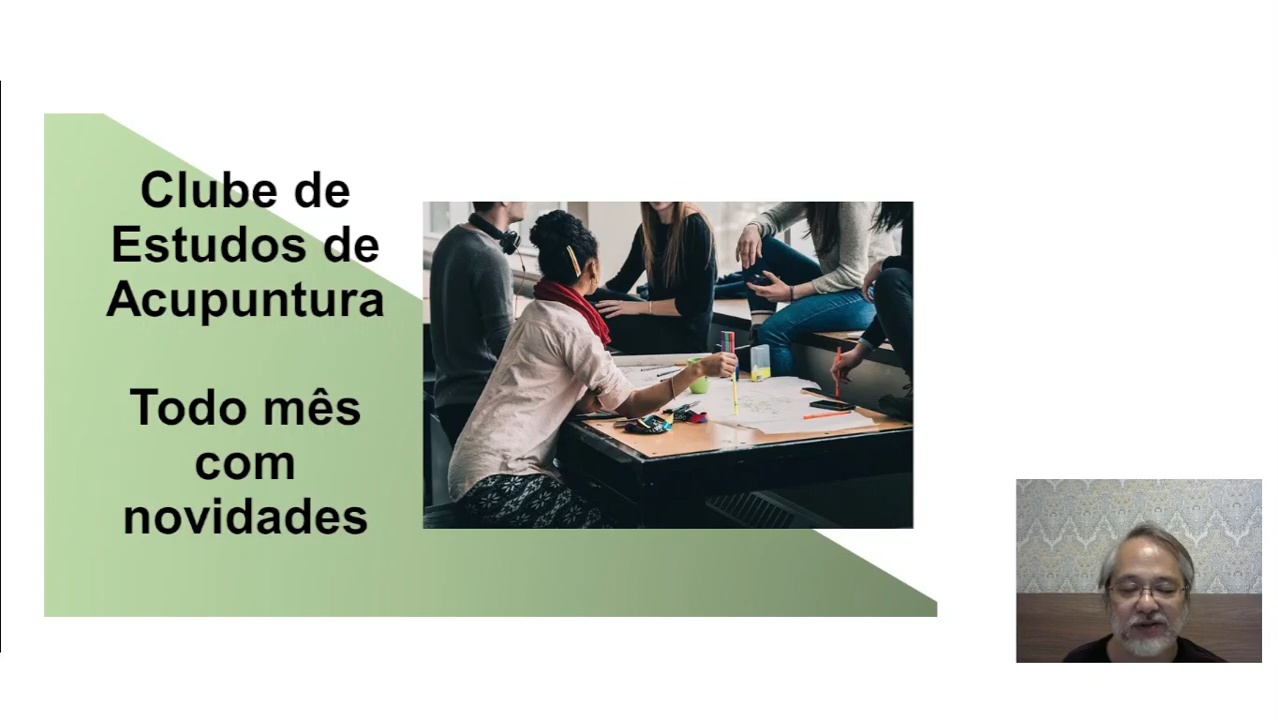 Clube de
Estudos de
Acupuntura
Todo mês
com
novidades